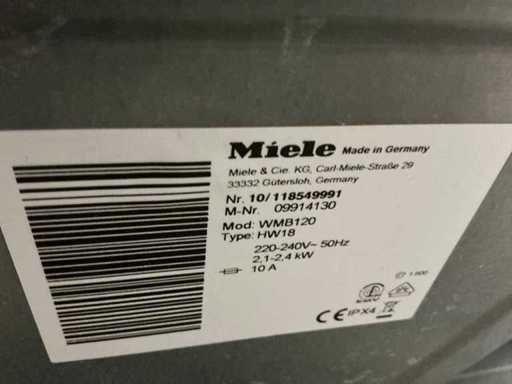 Miele Made in Germany
Miele & Cie. KG, Carl-Miele-Straße 29
33332 Gütersloh, Germany
Nr. 10/118549991
M-Nr. 09914130
Mod: WMB120
Type: HW18
220-240V~ 50Hz
2,1-2,4 kW
10 A
CE IPX4